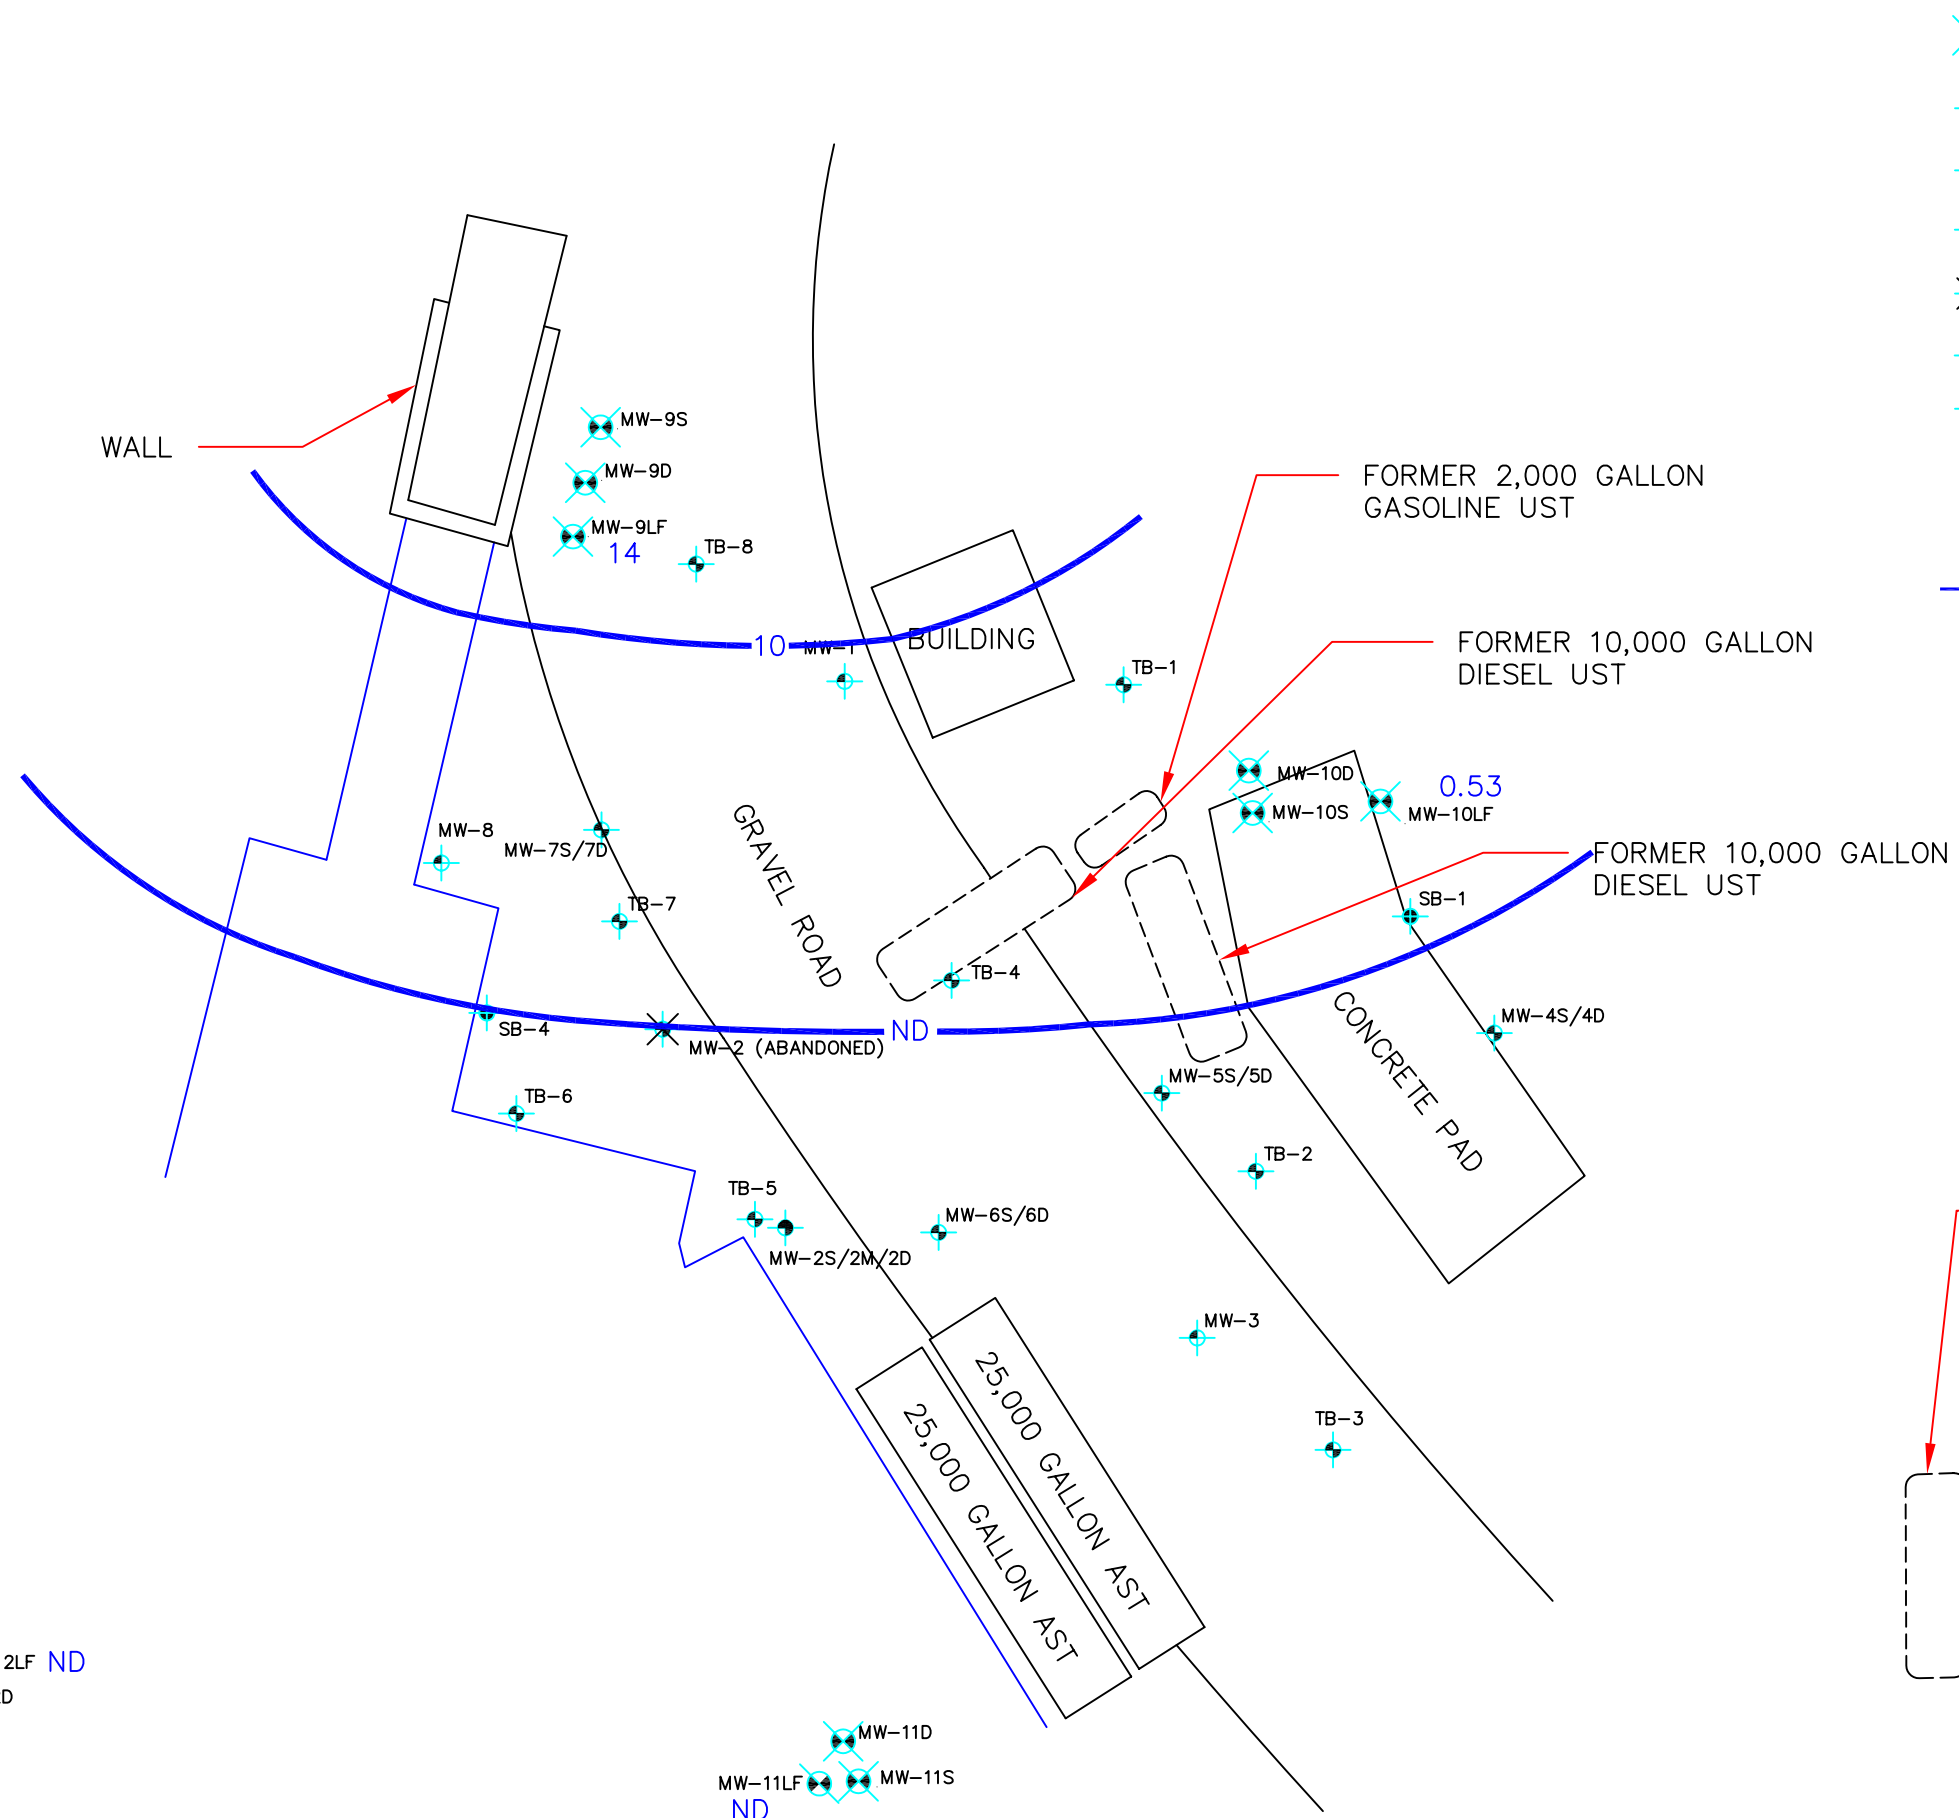 MW-9S
WALL
MW-9D
FORMER 2,000 GALLON
GASOLINE UST
MW-9LF
14
TB-8
BUILDING
10
MW-1
FORMER 10,000 GALLON
DIESEL UST
TB-1
MW-10D
0.53
MW-10S
MW-10LF
MW-8
MW-7S/7D
GRAVEL ROAD
FORMER 10,000 GALLON
DIESEL UST
TB-7
SB-1
TB-4
SB-4
ND
MW-2 (ABANDONED)
CONCRETE PAD
MW-4S/4D
MW-5S/5D
TB-6
TB-2
TB-5
MW-6S/6D
MW-2S/2M/2D
MW-3
25,000 GALLON AST
25,000 GALLON AST
TB-3
2LF ND
D
MW-11D
MW-11LF
MW-11S
ND